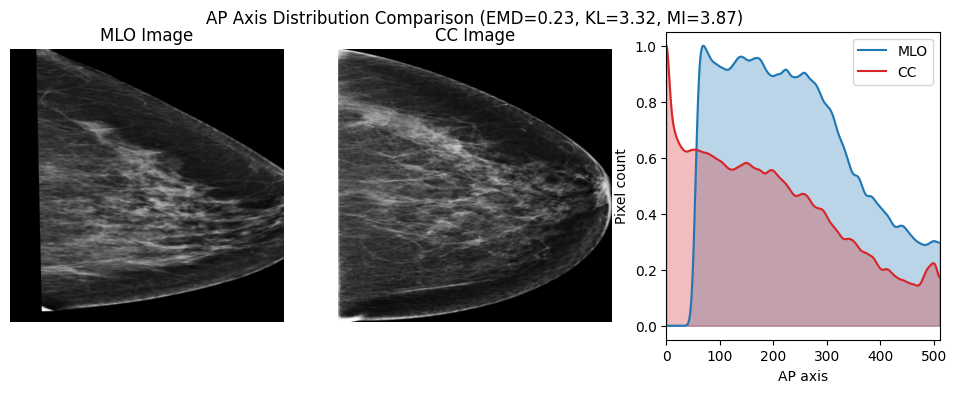 AP Axis Distribution Comparison (EMD=0.23, KL=3.32, MI=3.87)
MLO Image
CC Image
MLO
CC
Pixel count
1.0
0.8
0.6
0.4
0.2
0.0
0 100 200 300 400 500
AP axis